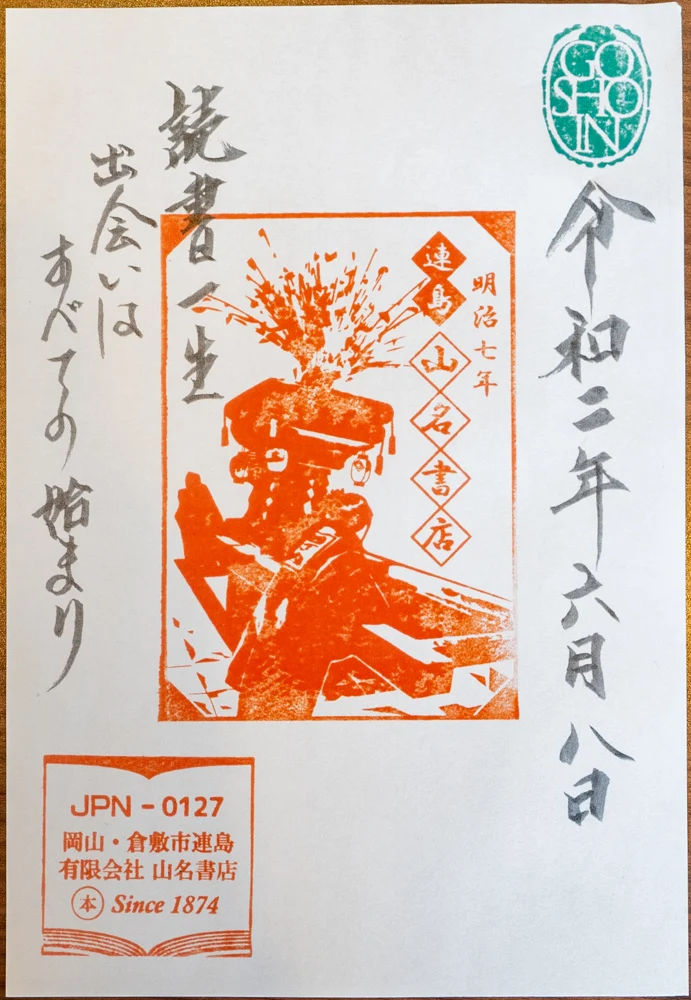 GO
SHO
IN
令和二年六月八日
明治七年
連島
山名書店
読書一生
出会いは
すべての始まり
JPN-0127
岡山・倉敷市連島
有限会社 山名書店
本 Since 1874